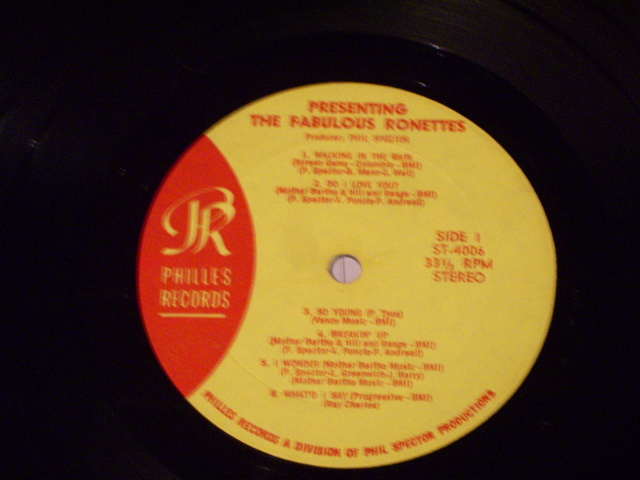 PRESENTING
THE FABULOUS RONETTES
Producer: PHIL SPECTOR
1. WALKING IN THE RAIN
(Screen Gems - Columbia - BMI)
(P. Spector-B. Mann-C. Weil)
2. DO I LOVE YOU?
(Mother Bertha & Hill and Range - BMI)
(P. Spector-V. Poncia-P. Andreoli)
SIDE 1
ST-4006
33⅓ RPM
STEREO
PR
PHILLES
RECORDS
3. SO YOUNG (P. Tyus)
(Vanda Music - BMI)
4. BREAKIN' UP
(Mother Bertha & Hill and Range - BMI)
(P. Spector-V. Poncia-P. Andreoli)
5. I WONDER (Mother Bertha Music - BMI)
(P. Spector-E. Greenwich-J. Barry)
(Mother Bertha Music - BMI)
6. WHAT'D I SAY (Progressive - BMI)
(Ray Charles)
PHILLES RECORDS A DIVISION OF PHIL SPECTOR PRODUCTIONS